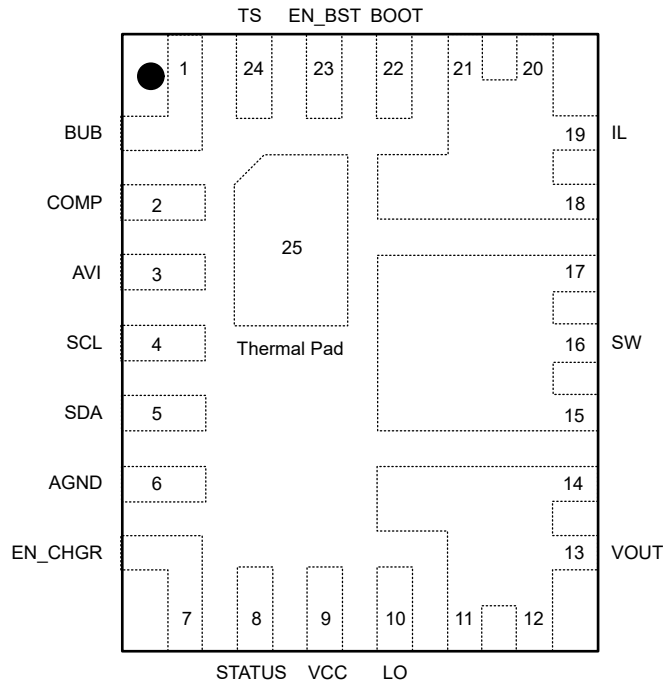 TS EN_BST BOOT
1 24 23 22 21 20
BUB 19 IL
COMP 2 18
AVI 3 25 17
SCL 4 Thermal Pad 16 SW
SDA 5 15
AGND 6 14
EN_CHGR 13 VOUT
7 8 9 10 11 12
STATUS VCC LO